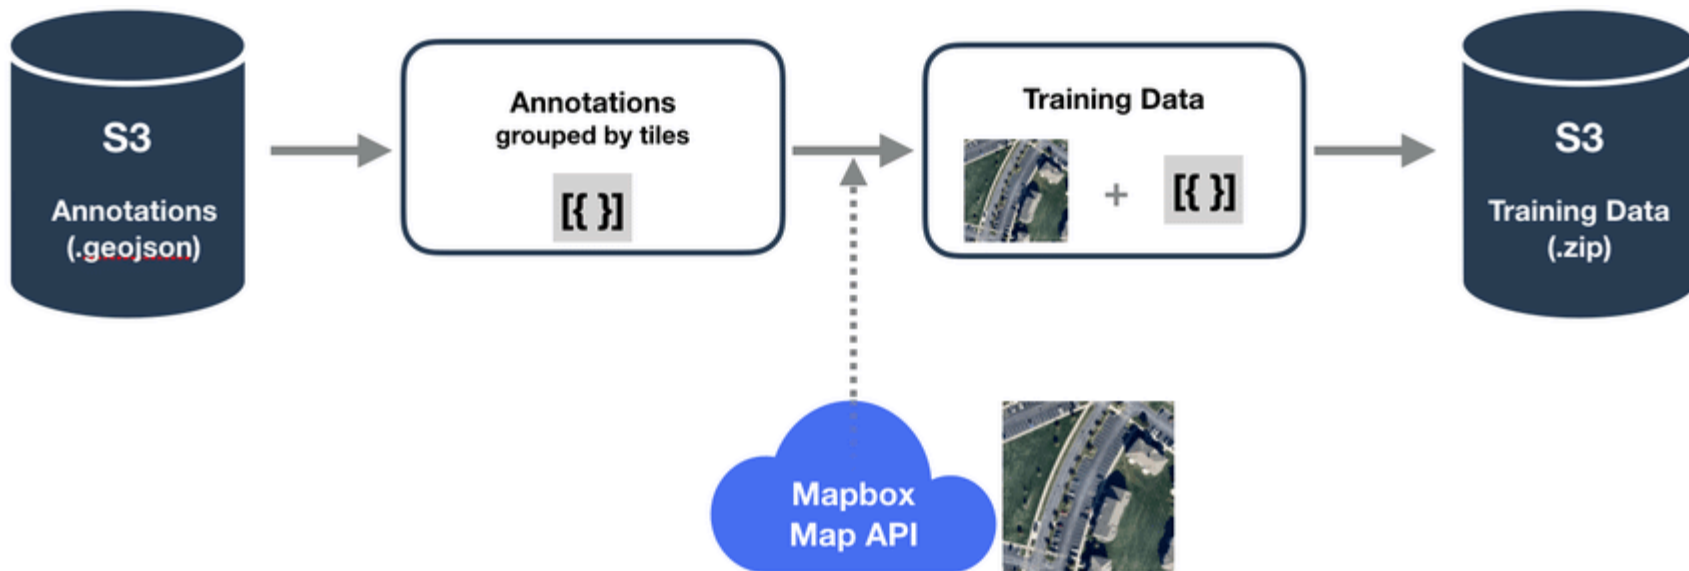 S3
Annotations
(.geojson)
Annotations
grouped by tiles
[{ }]
Training Data
+
[{ }]
S3
Training Data
(.zip)
Mapbox
Map API